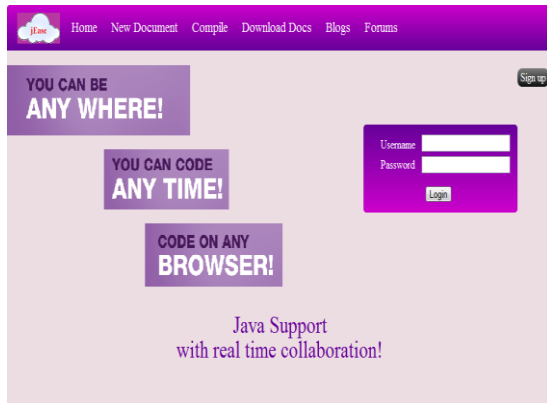 jEase
Home New Document Compile Download Docs Blogs Forums
Sign up
YOU CAN BE
ANY WHERE!
Username
Password
Login
YOU CAN CODE
ANY TIME!
CODE ON ANY
BROWSER!
Java Support
with real time collaboration!